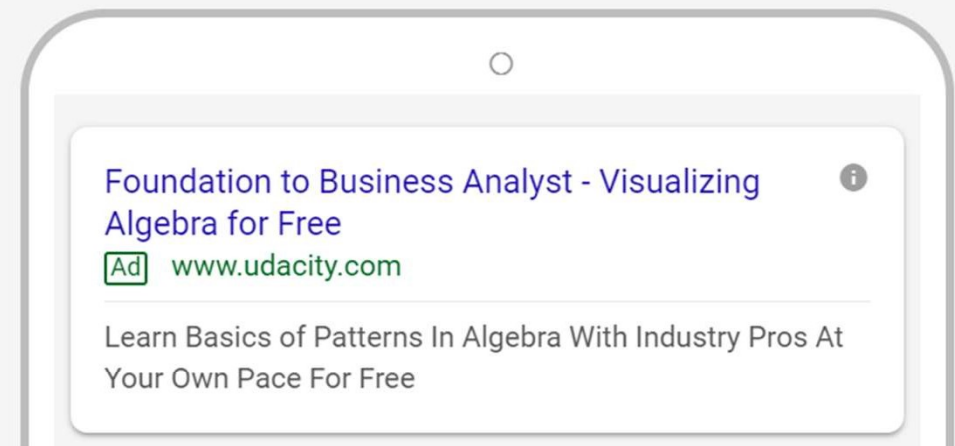 Foundation to Business Analyst - Visualizing
Algebra for Free
Ad www.udacity.com
Learn Basics of Patterns In Algebra With Industry Pros At
Your Own Pace For Free